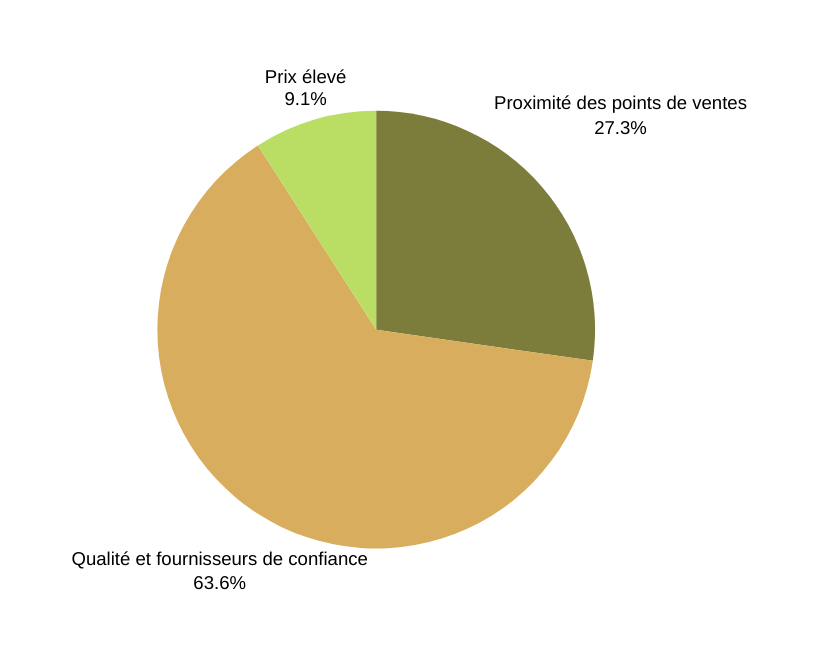 Prix élevé
9.1%
Proximité des points de ventes
27.3%
Qualité et fournisseurs de confiance
63.6%